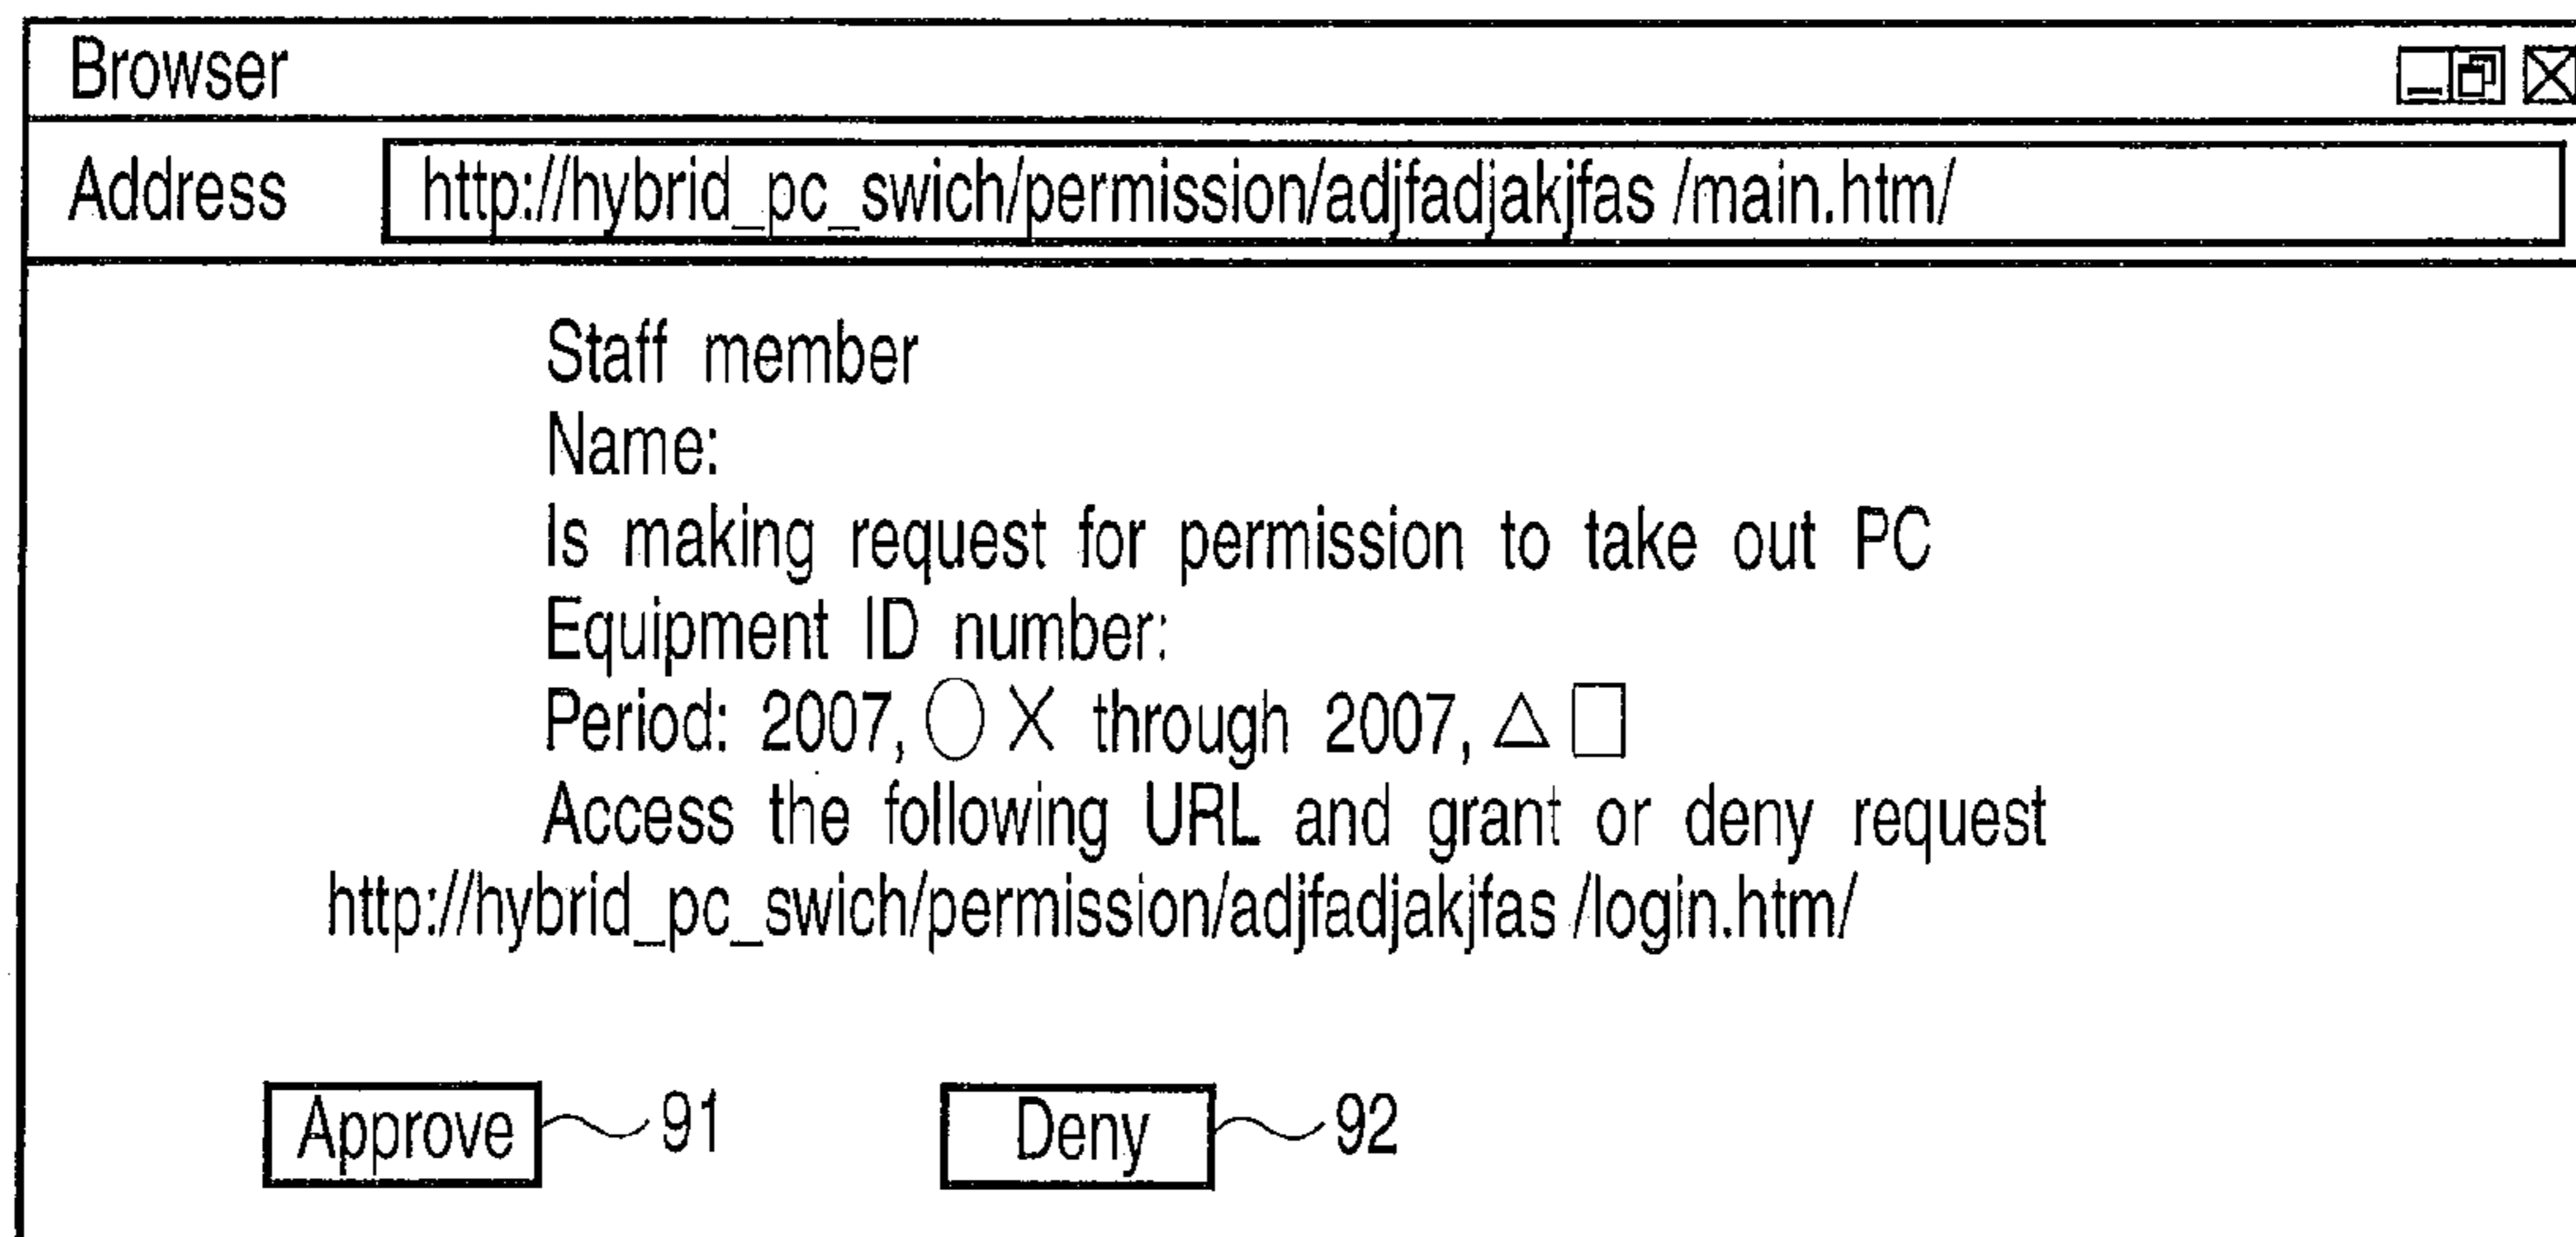 Browser
Address http://hybrid_pc_swich/permission/adjfadjakjfas /main.htm/
Staff member
Name:
Is making request for permission to take out PC
Equipment ID number:
Period: 2007, ○ X through 2007, △ □
Access the following URL and grant or deny request
http://hybrid_pc_swich/permission/adjfadjakjfas /login.htm/
Approve 91 Deny 92